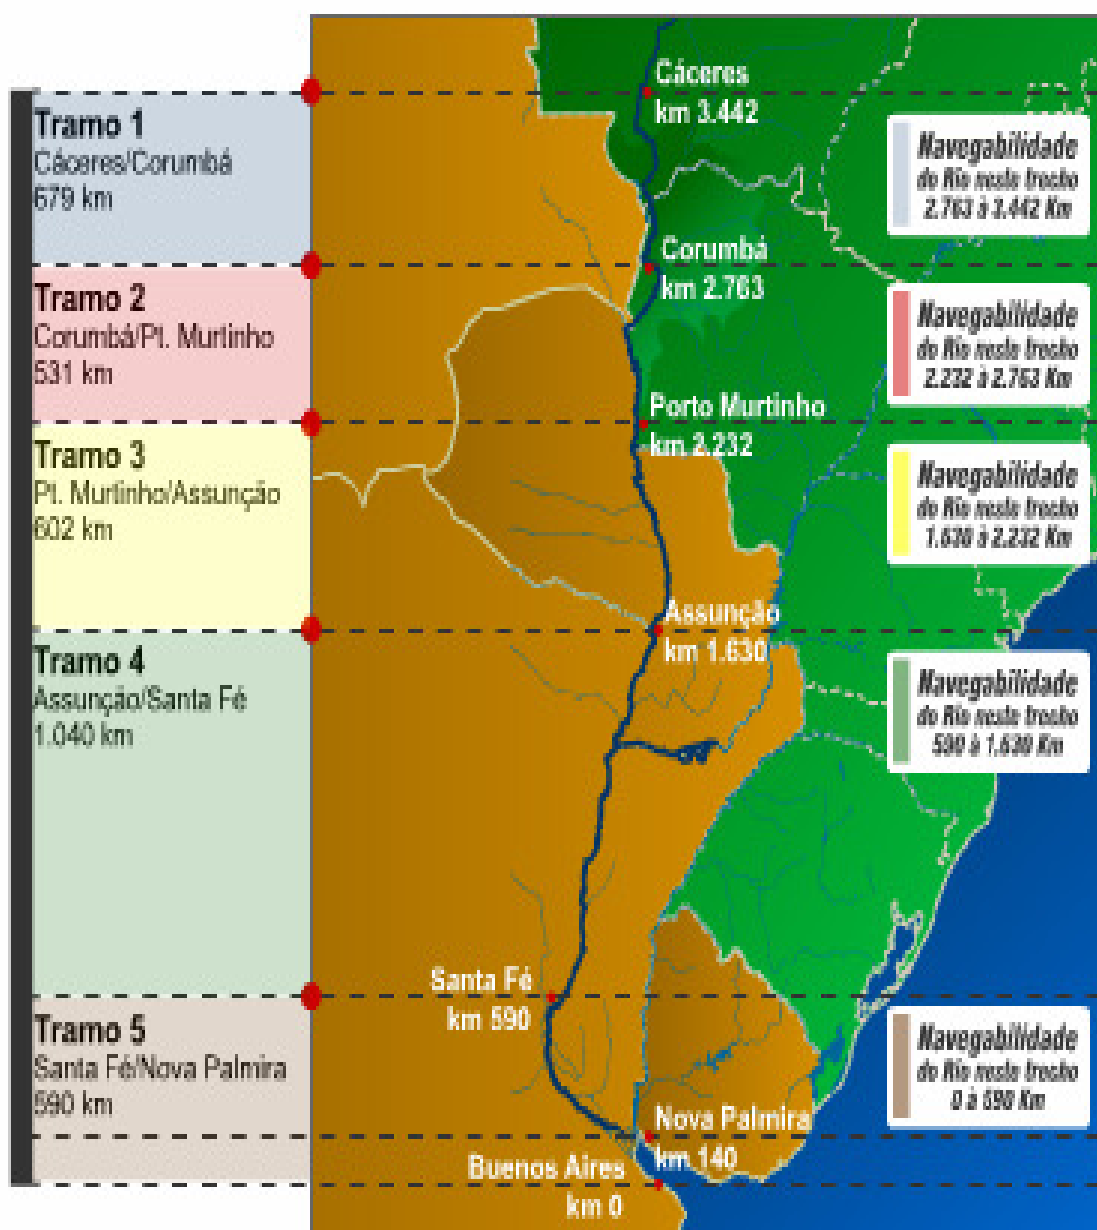 Tramo 1
Cáceres/Corumbá
679 km
Tramo 2
Corumbá/Pt. Murtinho
531 km
Tramo 3
Pt. Murtinho/Assunção
602 km
Tramo 4
Assunção/Santa Fé
1.040 km
Tramo 5
Santa Fé/Nova Palmira
590 km
Cáceres
km 3.442
Corumbá
km 2.763
Porto Murtinho
km 2.232
Assunção
km 1.630
Santa Fé
km 590
Nova Palmira
km 140
Buenos Aires
km 0
Navegabilidade
do Rio neste trecho
2.763 à 3.442 Km
Navegabilidade
do Rio neste trecho
2.232 à 2.763 Km
Navegabilidade
do Rio neste trecho
1.630 à 2.232 Km
Navegabilidade
do Rio neste trecho
590 à 1.630 Km
Navegabilidade
do Rio neste trecho
0 à 590 Km